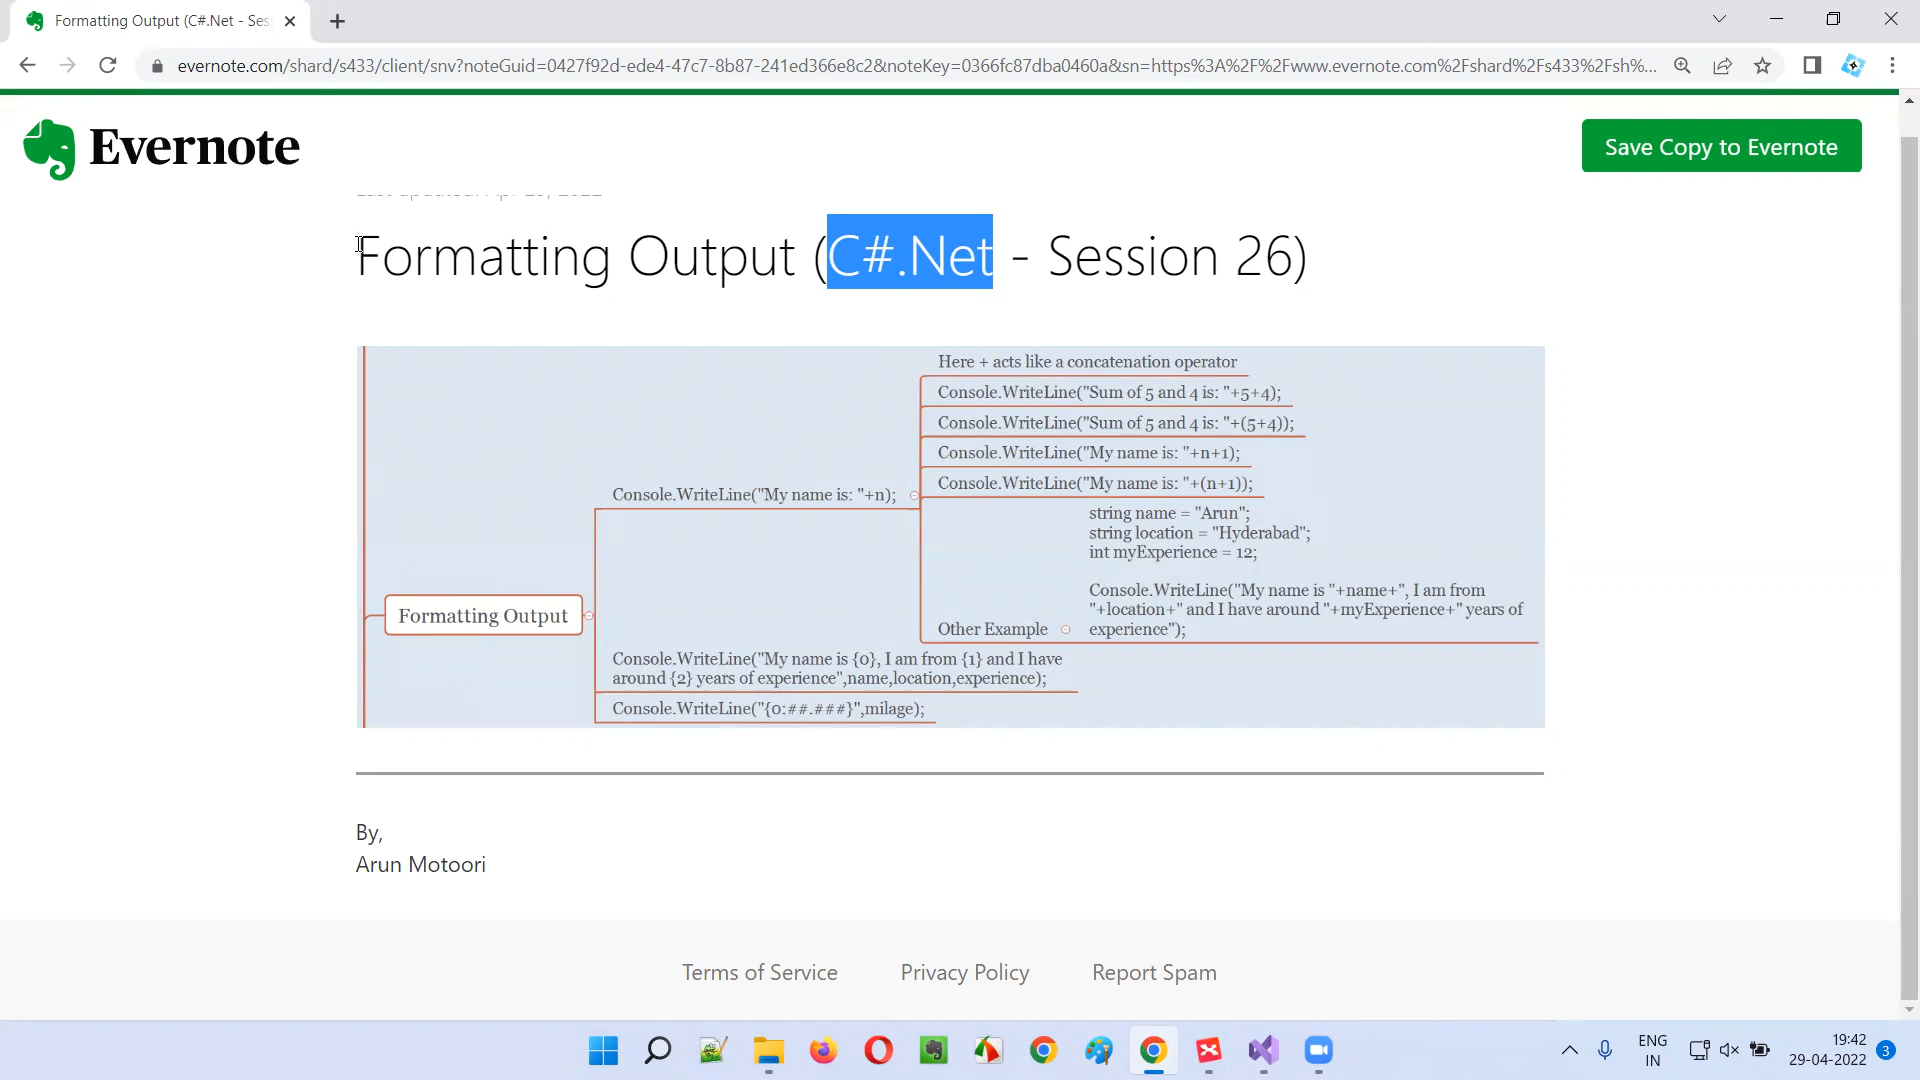 Formatting Output (C#.Net - Ses
evernote.com/shard/s433/client/snv?noteGuid=0427f92d-ede4-47c7-8b87-241ed366e8c2&noteKey=0366fc87dba0460a&sn=https%3A%2F%2Fwww.evernote.com%2Fshard%2Fs433%2Fsh%...
Evernote
Save Copy to Evernote
Formatting Output (C#.Net - Session 26)
Here + acts like a concatenation operator
Console.WriteLine("Sum of 5 and 4 is: "+5+4);
Console.WriteLine("Sum of 5 and 4 is: "+(5+4));
Console.WriteLine("My name is: "+n+1);
Console.WriteLine("My name is: "+(n+1));
Console.WriteLine("My name is: "+n);
string name = "Arun";
string location = "Hyderabad";
int myExperience = 12;
Console.WriteLine("My name is "+name+", I am from
"+location+" and I have around "+myExperience+" years of
experience");
Other Example
Formatting Output
Console.WriteLine("My name is {0}, I am from {1} and I have
around {2} years of experience",name,location,experience);
Console.WriteLine("{0:##.###}",milage);
By,
Arun Motoori
Terms of Service
Privacy Policy
Report Spam
ENG
IN
19:42
29-04-2022
3